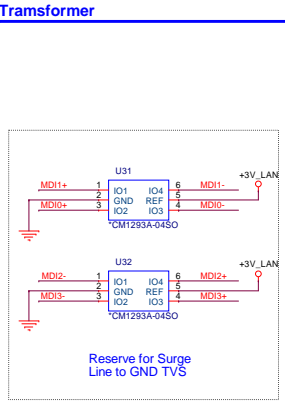 Tramsformer
U31
+3V_LAN
MDI1+ 1 IO1 IO4 6 MDI1-
2 GND REF 5
MDI0+ 3 IO2 IO3 4 MDI0-
*CM1293A-04SO
U32
+3V_LAN
MDI2- 1 IO1 IO4 6 MDI2+
2 GND REF 5
MDI3- 3 IO2 IO3 4 MDI3+
*CM1293A-04SO
Reserve for Surge
Line to GND TVS